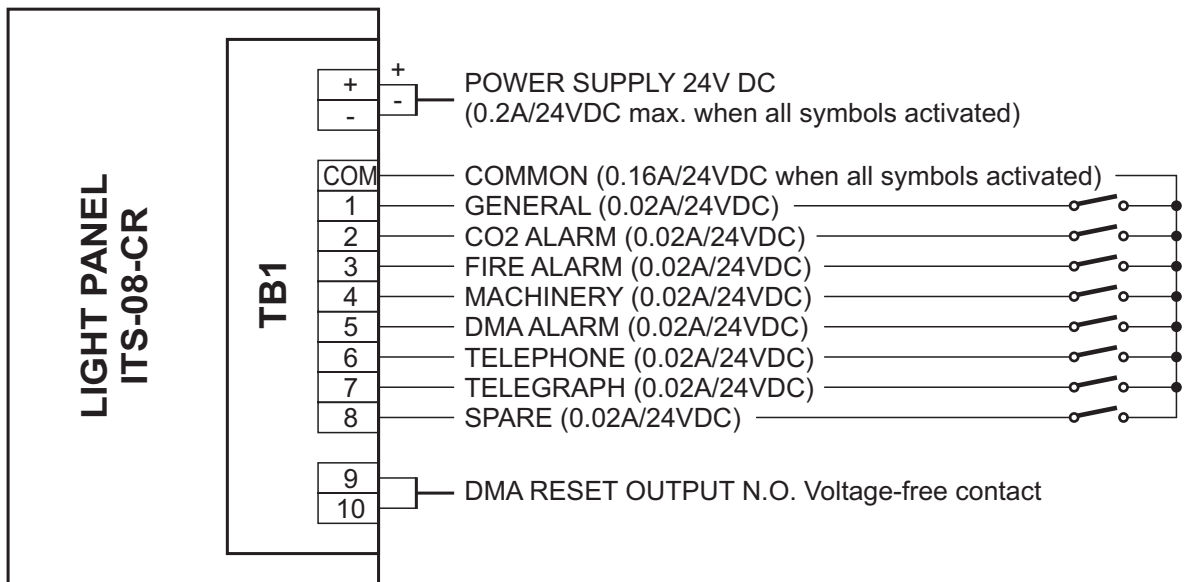 LIGHT PANEL
ITS-08-CR
TB1
+
-
+
-
POWER SUPPLY 24V DC
(0.2A/24VDC max. when all symbols activated)
COM COMMON (0.16A/24VDC when all symbols activated)
1 GENERAL (0.02A/24VDC)
2 CO2 ALARM (0.02A/24VDC)
3 FIRE ALARM (0.02A/24VDC)
4 MACHINERY (0.02A/24VDC)
5 DMA ALARM (0.02A/24VDC)
6 TELEPHONE (0.02A/24VDC)
7 TELEGRAPH (0.02A/24VDC)
8 SPARE (0.02A/24VDC)
9
10
DMA RESET OUTPUT N.O. Voltage-free contact